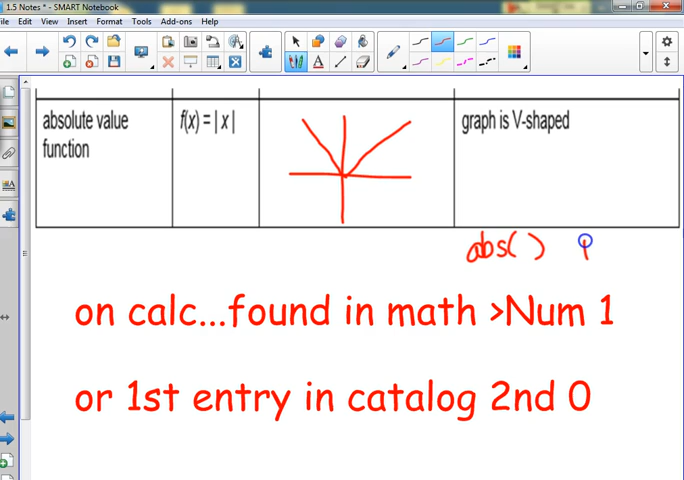 1.5 Notes * - SMART Notebook
File Edit View Insert Format Tools Add-ons Help
absolute value function
f(x) = | x |
graph is V-shaped
abs( )
on calc...found in math >Num 1
or 1st entry in catalog 2nd 0